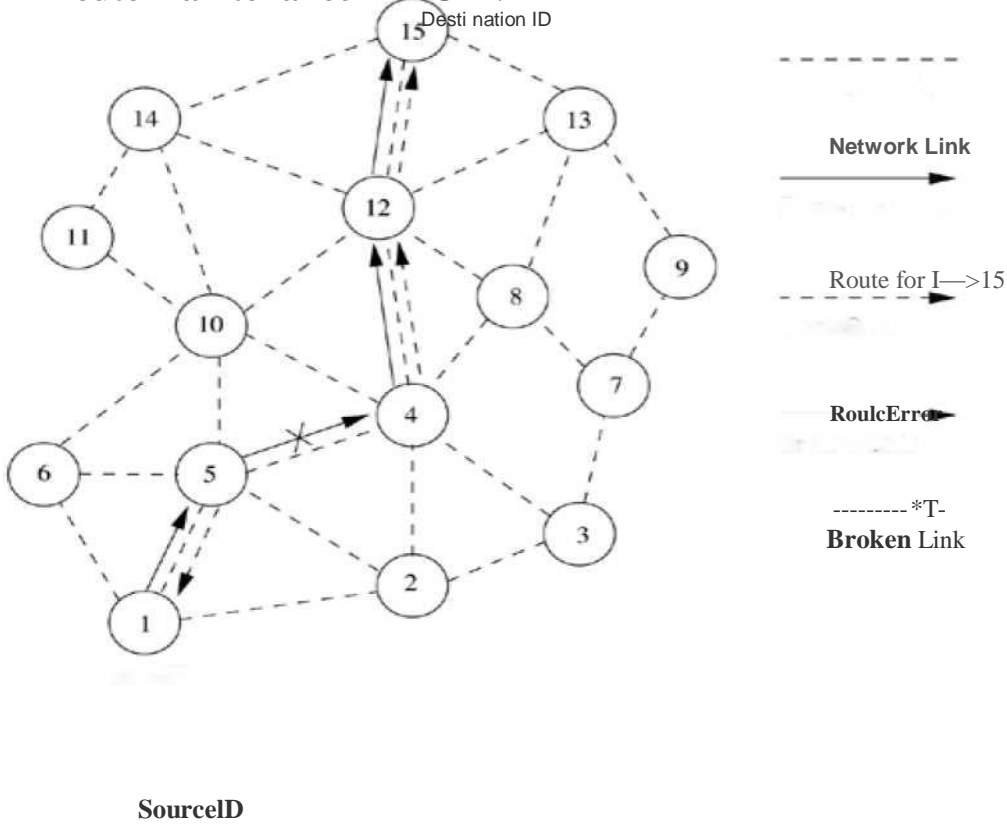 15
Desti nation ID
14
13
Network Link
12
11
9
8
Route for I—>15
10
7
4
RoulcError
6
5
---------*T-
3
Broken Link
2
1
SourcelD